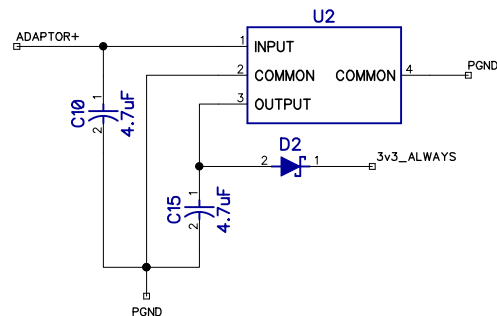 U2
ADAPTOR+
1 INPUT
2 COMMON COMMON 4 PGND
3 OUTPUT
C10 1 2 4.7uF
D2
2 1 3v3_ALWAYS
C15 1 2 4.7uF
PGND